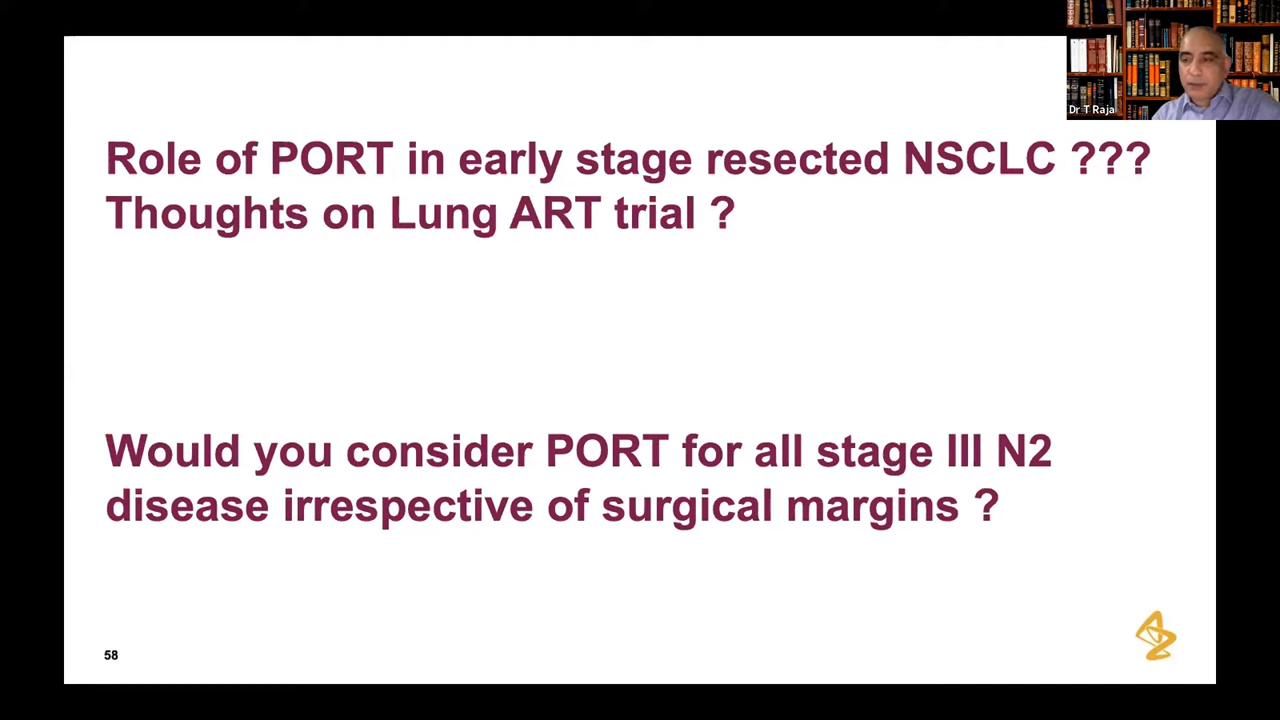 Dr T Raja
Role of PORT in early stage resected NSCLC ???
Thoughts on Lung ART trial ?
Would you consider PORT for all stage III N2
disease irrespective of surgical margins ?
58